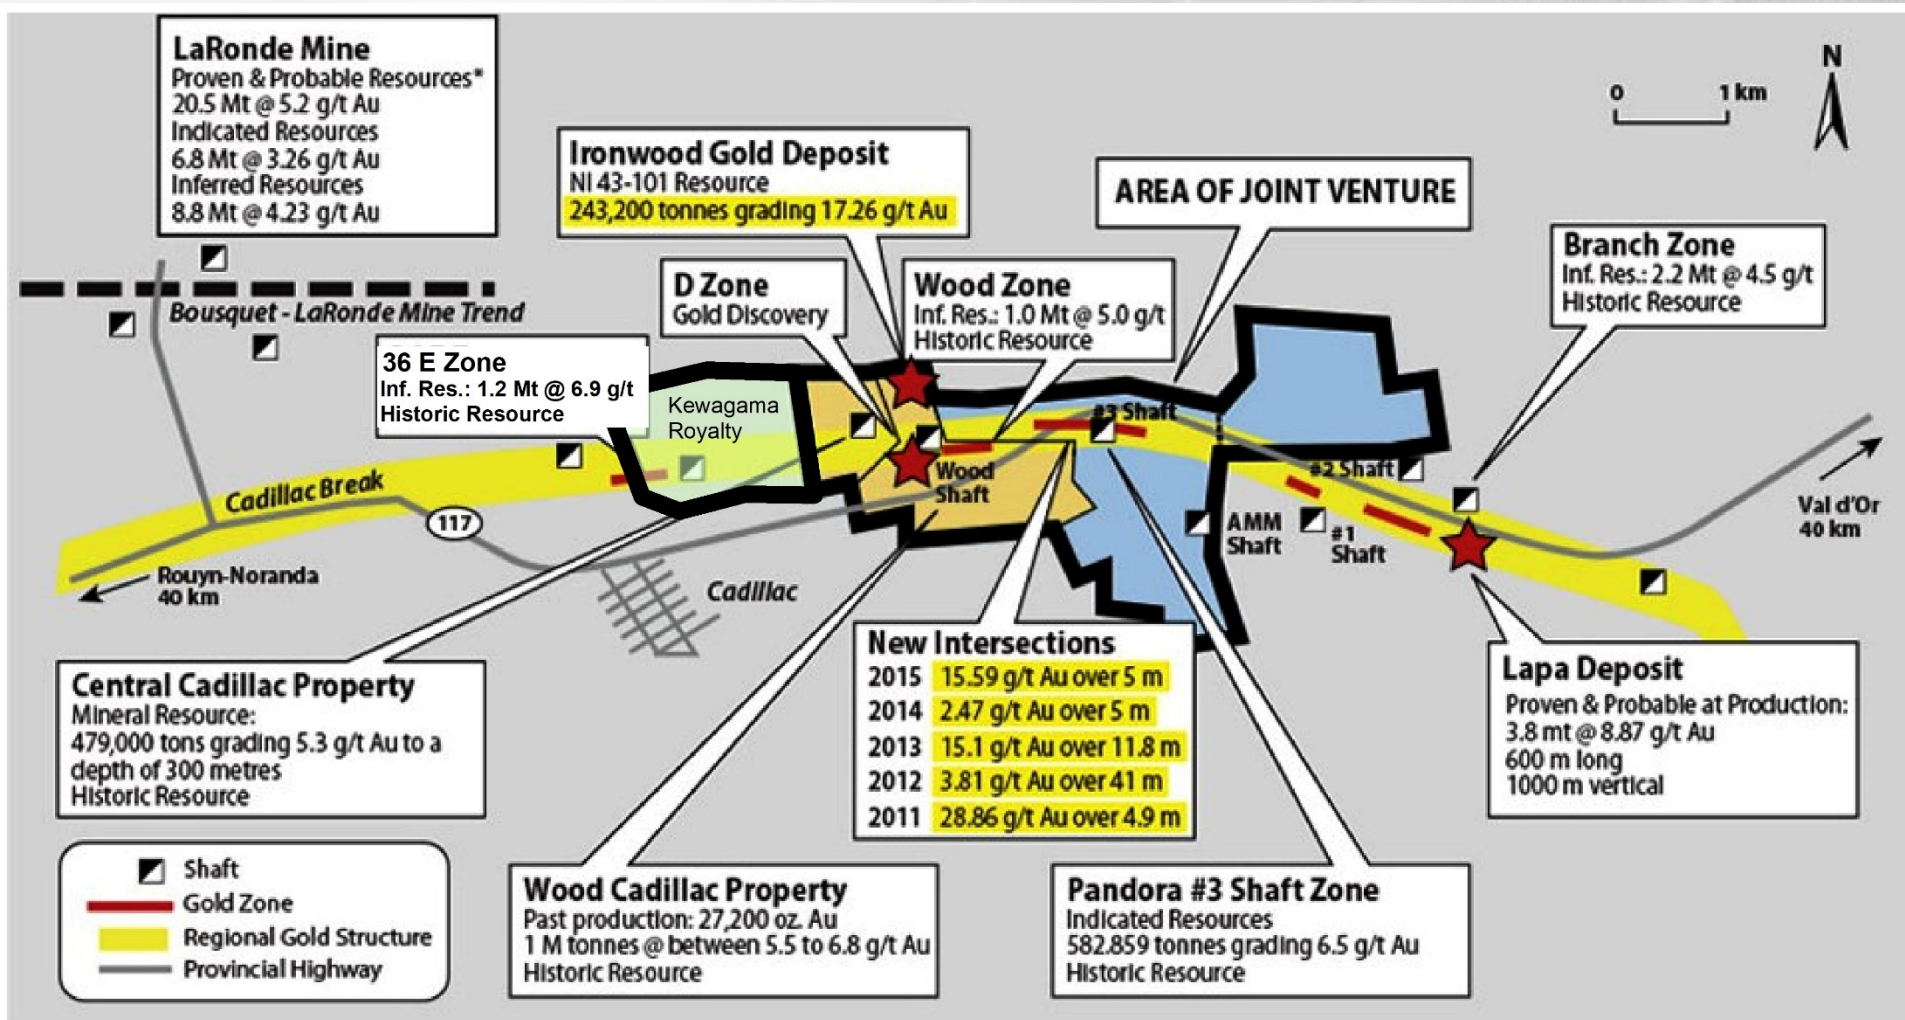 LaRonde Mine
Proven & Probable Resources*
20.5 Mt @ 5.2 g/t Au
Indicated Resources
6.8 Mt @ 3.26 g/t Au
Inferred Resources
8.8 Mt @ 4.23 g/t Au
N
0 1 km
Ironwood Gold Deposit
NI 43-101 Resource
243,200 tonnes grading 17.26 g/t Au
AREA OF JOINT VENTURE
Branch Zone
Inf. Res.: 2.2 Mt @ 4.5 g/t
Historic Resource
D Zone
Gold Discovery
Wood Zone
Inf. Res.: 1.0 Mt @ 5.0 g/t
Historic Resource
Bousquet - LaRonde Mine Trend
36 E Zone
Inf. Res.: 1.2 Mt @ 6.9 g/t
Historic Resource
Kewagama
Royalty
#3 Shaft
Wood
Shaft
#2 Shaft
AMM
Shaft
#1
Shaft
Cadillac Break
117
Val d'Or
40 km
Rouyn-Noranda
40 km
Cadillac
New Intersections
2015 15.59 g/t Au over 5 m
2014 2.47 g/t Au over 5 m
2013 15.1 g/t Au over 11.8 m
2012 3.81 g/t Au over 41 m
2011 28.86 g/t Au over 4.9 m
Central Cadillac Property
Mineral Resource:
479,000 tons grading 5.3 g/t Au to a
depth of 300 metres
Historic Resource
Lapa Deposit
Proven & Probable at Production:
3.8 mt @ 8.87 g/t Au
600 m long
1000 m vertical
Shaft
Gold Zone
Regional Gold Structure
Provincial Highway
Wood Cadillac Property
Past production: 27,200 oz. Au
1 M tonnes @ between 5.5 to 6.8 g/t Au
Historic Resource
Pandora #3 Shaft Zone
Indicated Resources
582.859 tonnes grading 6.5 g/t Au
Historic Resource